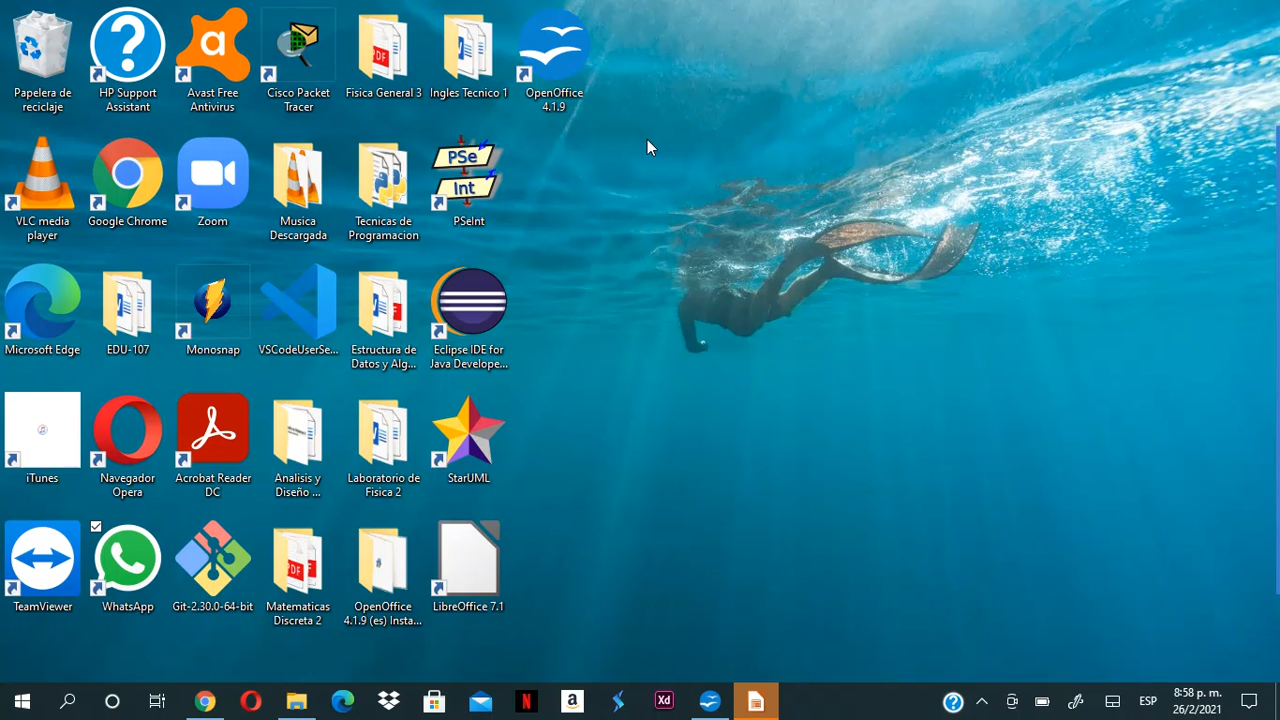 Papelera de
reciclaje
HP Support
Assistant
Avast Free
Antivirus
Cisco Packet
Tracer
Fisica General 3
Ingles Tecnico 1
OpenOffice
4.1.9
VLC media
player
Google Chrome
Zoom
Musica
Descargada
Tecnicas de
Programacion
PSe
Int
PSeInt
Microsoft Edge
EDU-107
Monosnap
VSCodeUserSe...
Estructura de
Datos y Alg...
Eclipse IDE for
Java Develope...
iTunes
Navegador
Opera
Acrobat Reader
DC
Analisis y
Diseño ...
Laboratorio de
Fisica 2
StarUML
TeamViewer
WhatsApp
Git-2.30.0-64-bit
Matematicas
Discreta 2
OpenOffice
4.1.9 (es) Insta...
LibreOffice 7.1
ESP
8:58 p. m.
26/2/2021